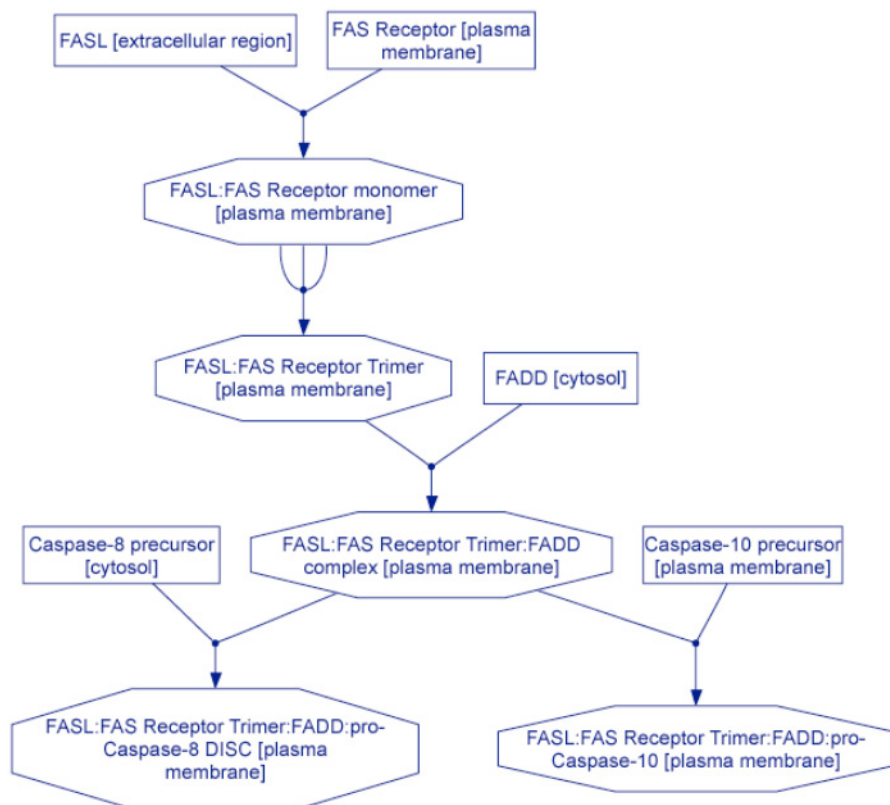 FASL [extracellular region]
FAS Receptor [plasma
membrane]
FASL:FAS Receptor monomer
[plasma membrane]
FASL:FAS Receptor Trimer
[plasma membrane]
FADD [cytosol]
Caspase-8 precursor
[cytosol]
FASL:FAS Receptor Trimer:FADD
complex [plasma membrane]
Caspase-10 precursor
[plasma membrane]
FASL:FAS Receptor Trimer:FADD:pro-
Caspase-8 DISC [plasma
membrane]
FASL:FAS Receptor Trimer:FADD:pro-
Caspase-10 [plasma membrane]